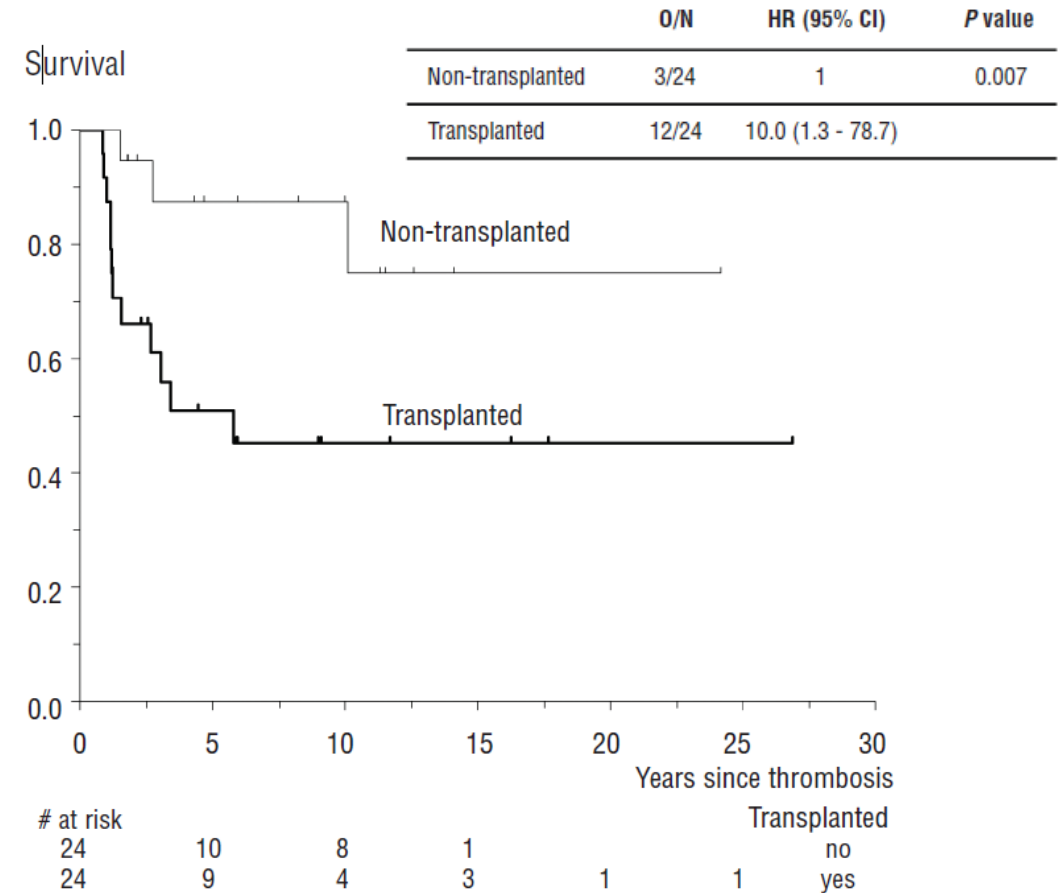 O/N HR (95% CI) P value
Survival
Non-transplanted 3/24 1 0.007
Transplanted 12/24 10.0 (1.3 - 78.7)
1.0
0.8
Non-transplanted
0.6
Transplanted
0.4
0.2
0.0
0 5 10 15 20 25 30
Years since thrombosis
# at risk Transplanted
24 10 8 1 no
24 9 4 3 1 1 yes